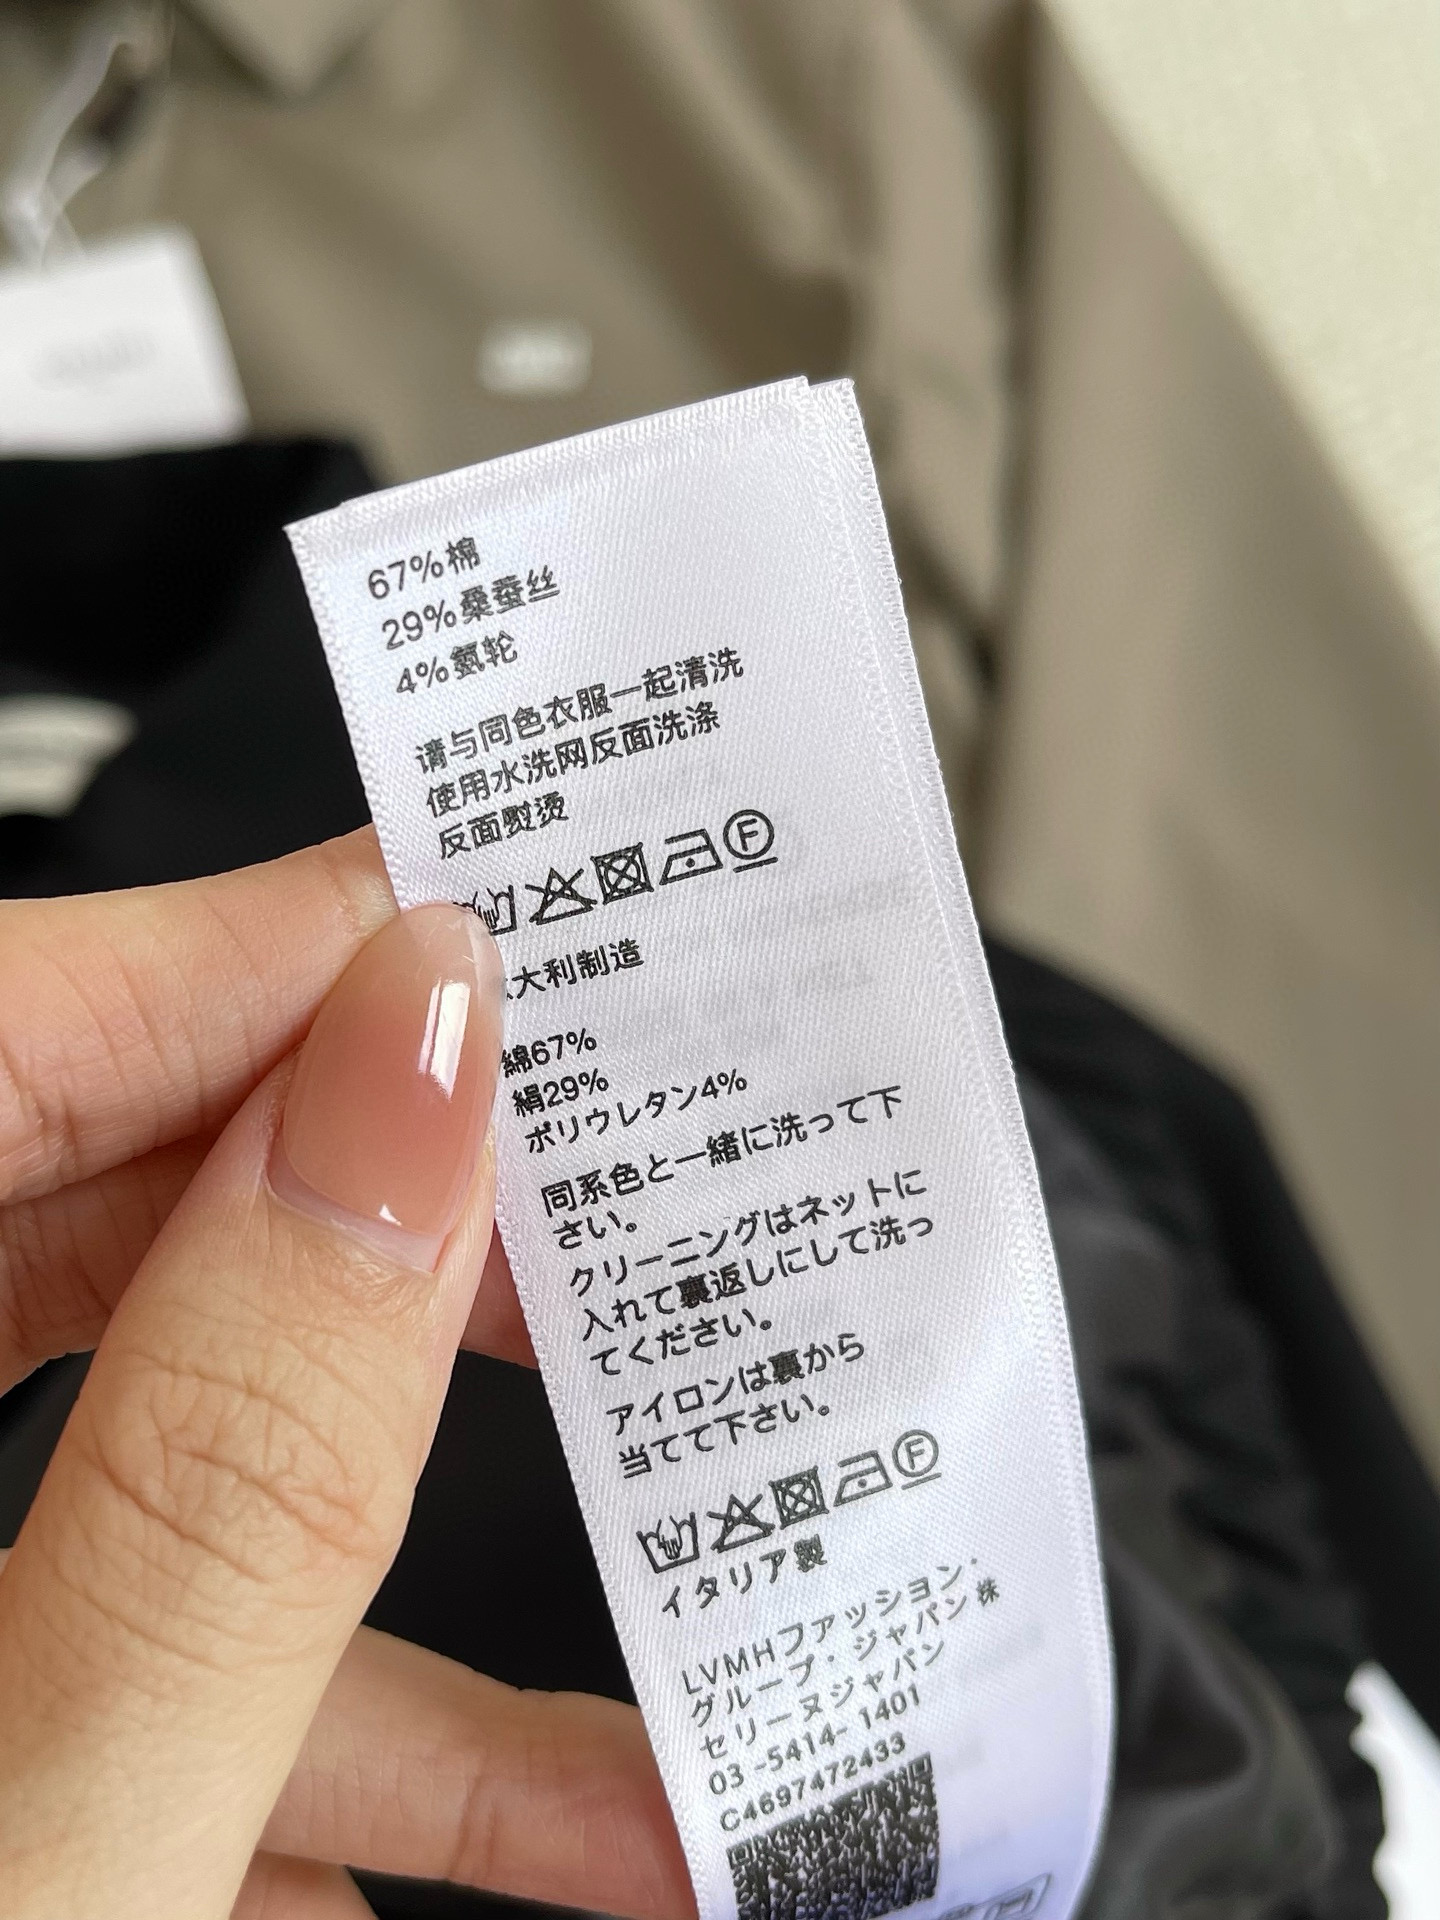 67%棉
29%桑蚕丝
4%氨轮
请与同色衣服一起清洗
使用水洗网反面洗涤
反面熨烫
F
大利制造
綿67%
絹29%
ポリウレタン4%
同系色と一緒に洗って下
さい。
クリーニングはネットに
入れて裏返しにして洗っ
てください。
アイロンは裏から
当てて下さい。
F
イタリア製
LVMHファッション·
グループ·ジャパン株
セリーヌジャパン
03-5414-1401
C4697472433